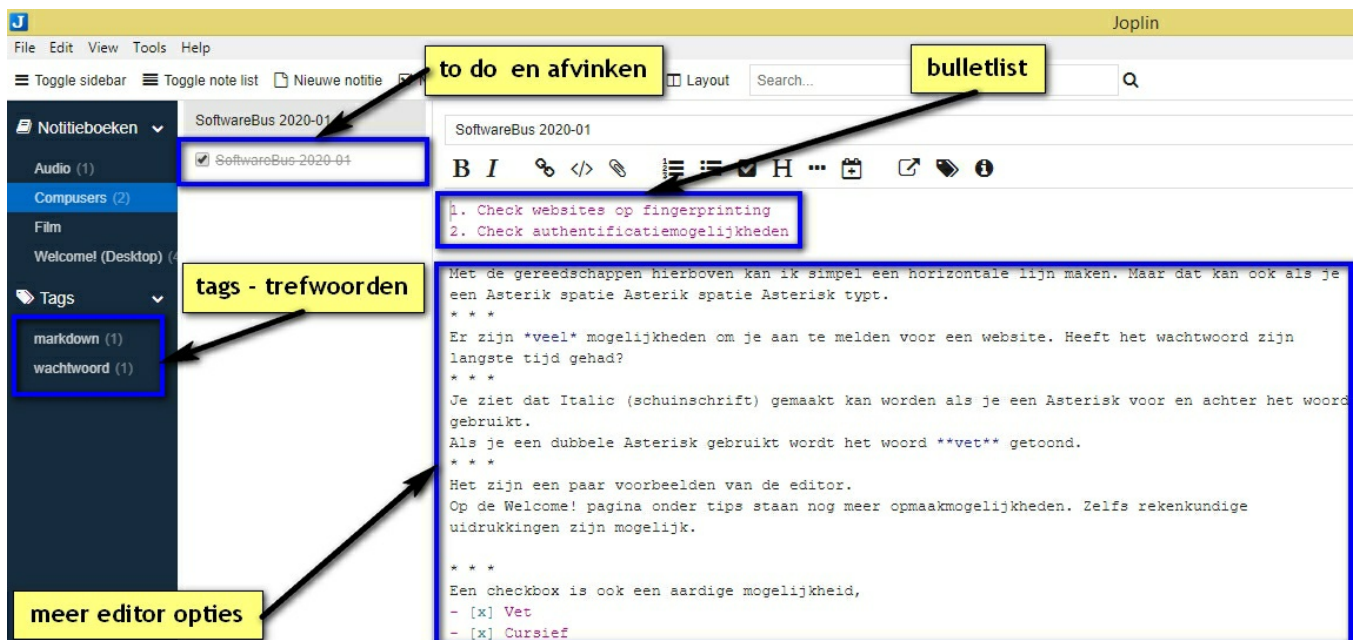 Joplin
File Edit View Tools Help
Toggle sidebar Toggle note list Nieuwe notitie Layout Search...
to do en afvinken
bulletlist
Notitieboeken
Audio (1)
Compusers (2)
Film
Welcome! (Desktop)
Tags
markdown (1)
wachtwoord (1)
tags - trefwoorden
meer editor opties
SoftwareBus 2020-01
SoftwareBus 2020-01
SoftwareBus 2020-01
B I </> H
1. Check websites op fingerprinting
2. Check authentificatiemogelijkheden
Met de gereedschappen hierboven kan ik simpel een horizontale lijn maken. Maar dat kan ook als je
een Asterik spatie Asterik spatie Asterisk typt.
* * *
Er zijn *veel* mogelijkheden om je aan te melden voor een website. Heeft het wachtwoord zijn
langste tijd gehad?
* * *
Je ziet dat Italic (schuinschrift) gemaakt kan worden als je een Asterisk voor en achter het woord
gebruikt.
Als je een dubbele Asterisk gebruikt wordt het woord **vet** getoond.
* * *
Het zijn een paar voorbeelden van de editor.
Op de Welcome! pagina onder tips staan nog meer opmaakmogelijkheden. Zelfs rekenkundige
uidrukkingen zijn mogelijk.
* * *
Een checkbox is ook een aardige mogelijkheid,
- [x] Vet
- [x] Cursief